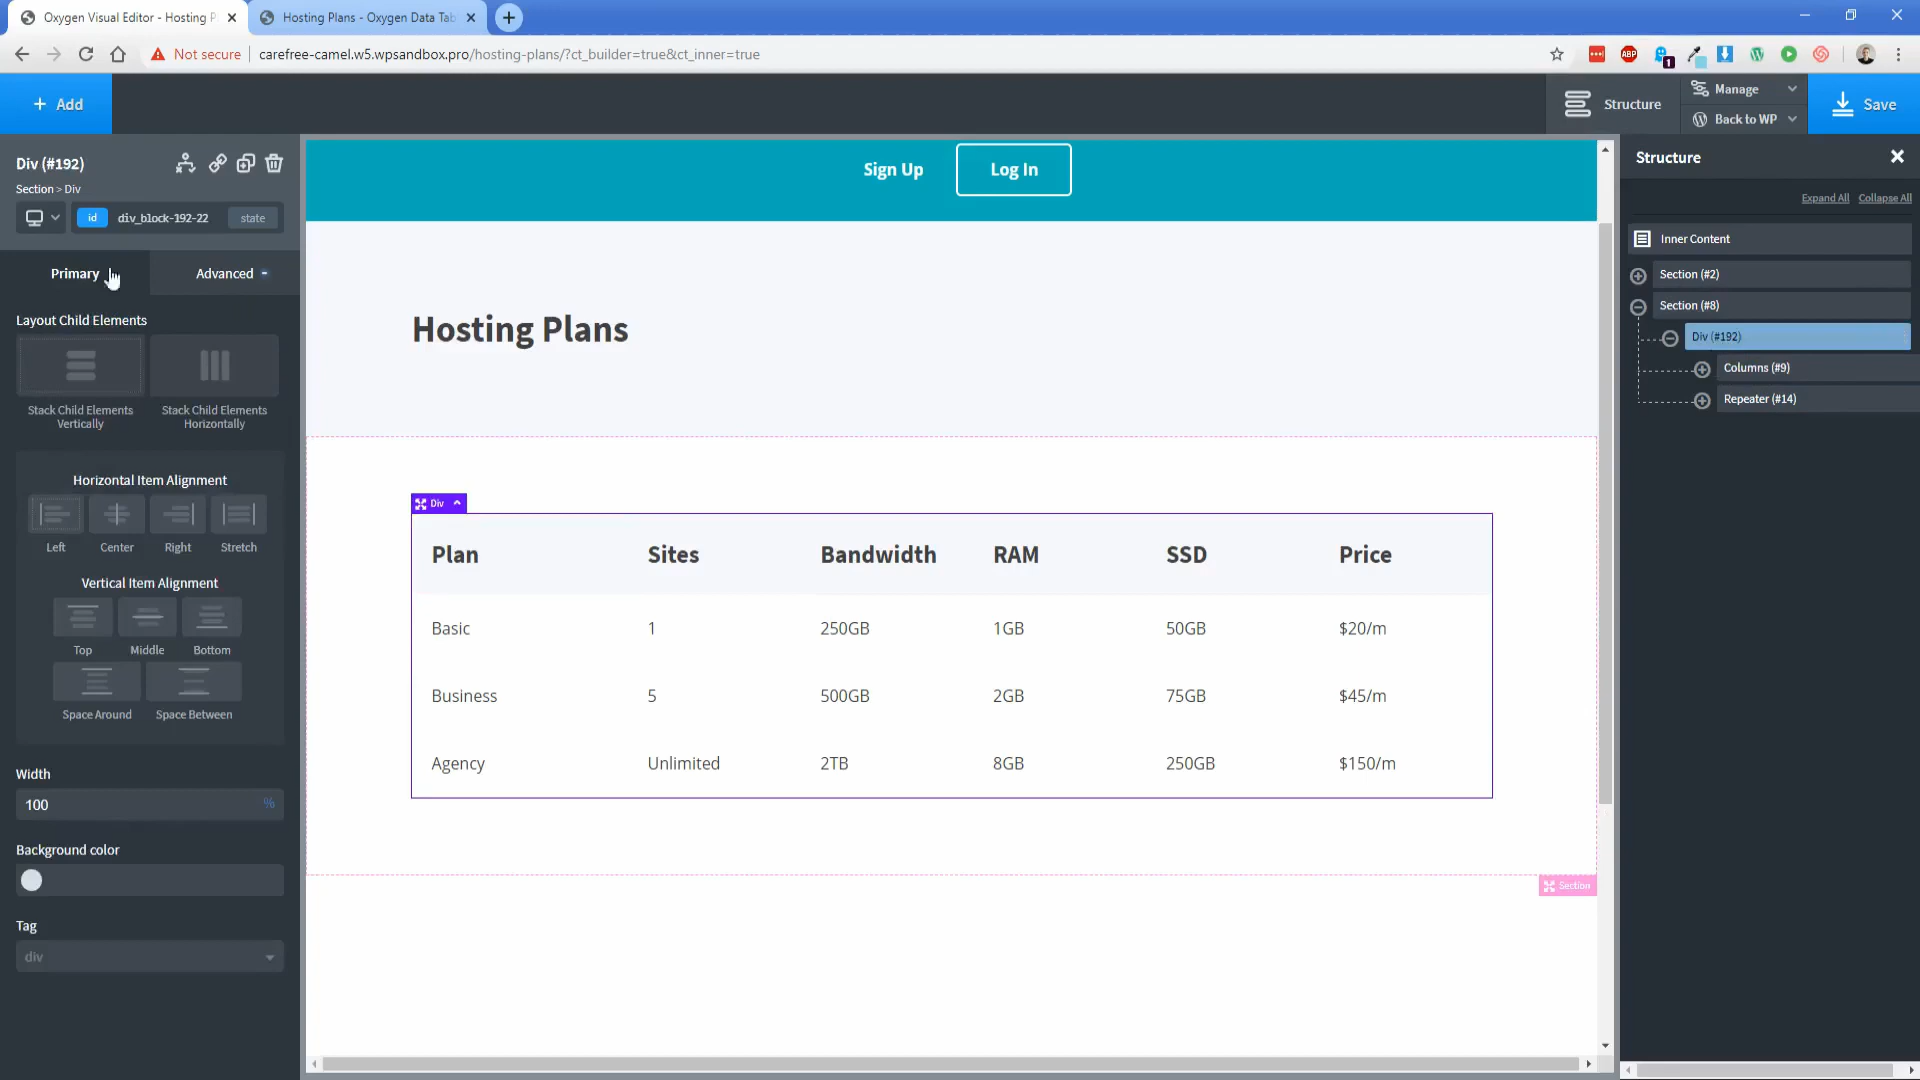 Oxygen Visual Editor - Hosting P
Hosting Plans - Oxygen Data Tab
Not secure
carefree-camel.w5.wpsandbox.pro/hosting-plans/?ct_builder=true&ct_inner=true
ABP
1
+ Add
Structure
Manage
Back to WP
Save
Div (#192)
Section > Div
id
div_block-192-22
state
Primary
Advanced
Layout Child Elements
Stack Child Elements
Vertically
Stack Child Elements
Horizontally
Horizontal Item Alignment
Left
Center
Right
Stretch
Vertical Item Alignment
Top
Middle
Bottom
Space Around
Space Between
Width
100
%
Background color
Tag
div
Sign Up
Log In
Hosting Plans
Div
Plan Sites Bandwidth RAM SSD Price
Basic 1 250GB 1GB 50GB $20/m
Business 5 500GB 2GB 75GB $45/m
Agency Unlimited 2TB 8GB 250GB $150/m
Section
Structure
Expand All
Collapse All
Inner Content
Section (#2)
Section (#8)
Div (#192)
Columns (#9)
Repeater (#14)